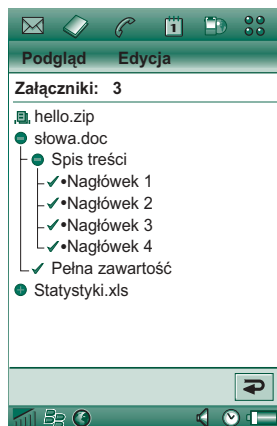 1
Podgląd Edycja
Załączniki: 3
hello.zip
słowa.doc
Spis treści
•Nagłówek 1
•Nagłówek 2
•Nagłówek 3
•Nagłówek 4
Pełna zawartość
Statystyki.xls